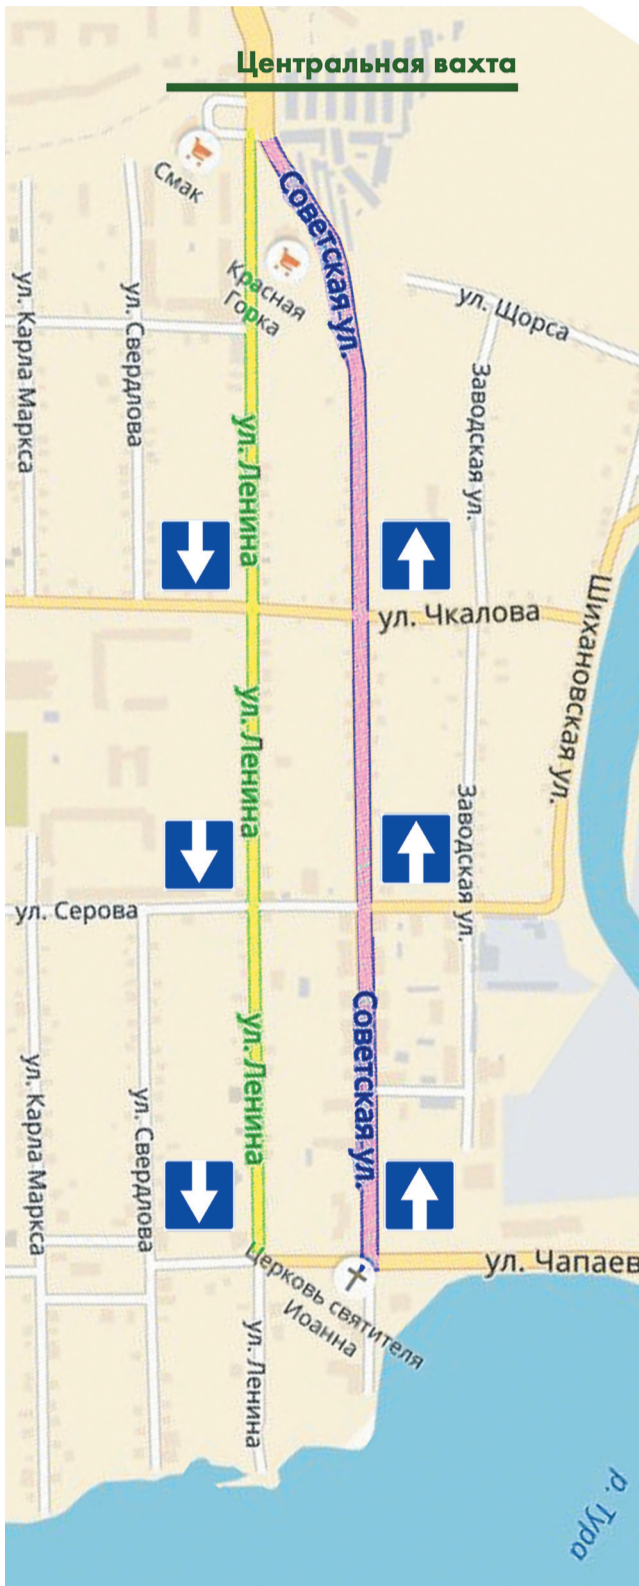 Центральная вахта
Смак
Советская ул.
Красная
Горка
ул. Щорса
ул. Карла Маркса
ул. Свердлова
Заводская ул.
ул. Ленина
ул. Чкалова
Шихановская ул.
ул. Ленина
Заводская ул.
ул. Серова
Советская ул.
ул. Ленина
ул. Карла Маркса
ул. Свердлова
ул. Чапаев
Церковь святителя
Иоанна
ул. Ленина
р. Тура